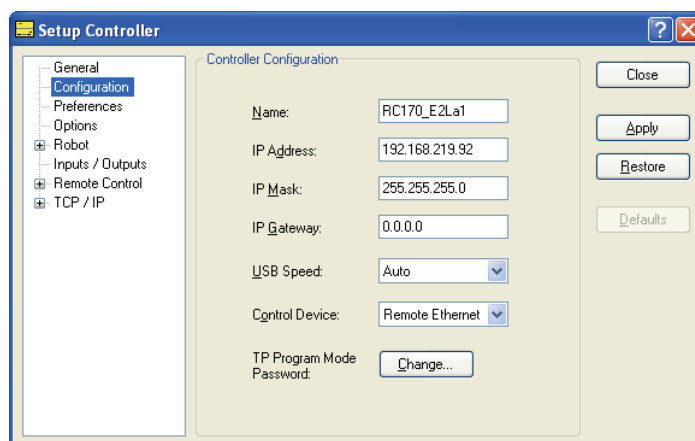 Setup Controller
General
Configuration
Preferences
Options
Robot
Inputs / Outputs
Remote Control
TCP / IP
Controller Configuration
Name: RC170_E2La1
IP Address: 192.168.219.92
IP Mask: 255.255.255.0
IP Gateway: 0.0.0.0
USB Speed: Auto
Control Device: Remote Ethernet
TP Program Mode
Password: Change...
Close
Apply
Restore
Defaults